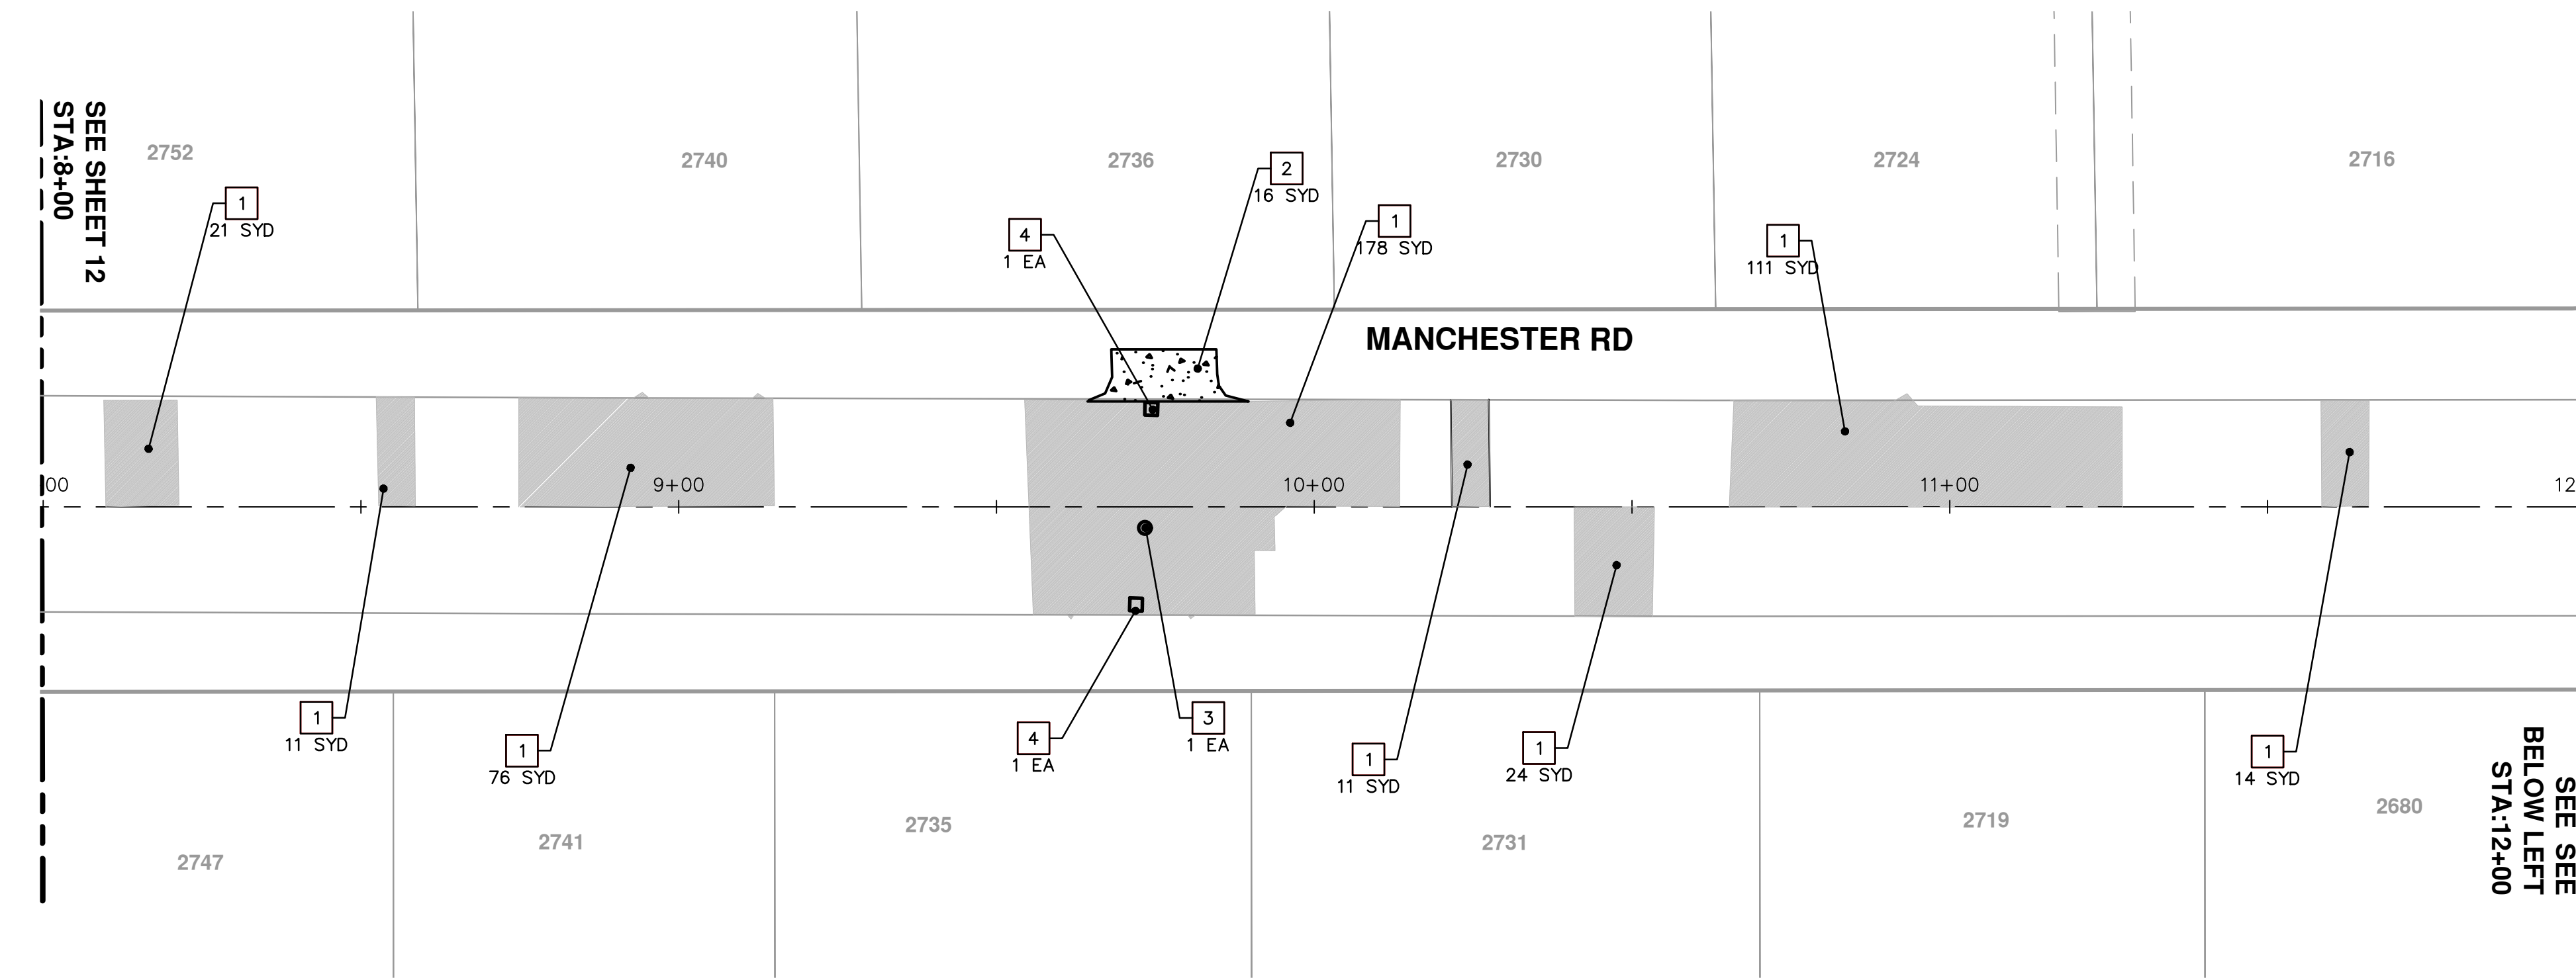 SEE SHEET 12
STA:8+00
2752
2740
2736
2730
2724
2716
1
21 SYD
4
1 EA
2
16 SYD
1
178 SYD
1
111 SYD
MANCHESTER RD
00
9+00
10+00
11+00
12
1
11 SYD
1
76 SYD
4
1 EA
3
1 EA
1
11 SYD
1
24 SYD
1
14 SYD
2747
2741
2735
2731
2719
2680
SEE SEE
BELOW LEFT
STA:12+00